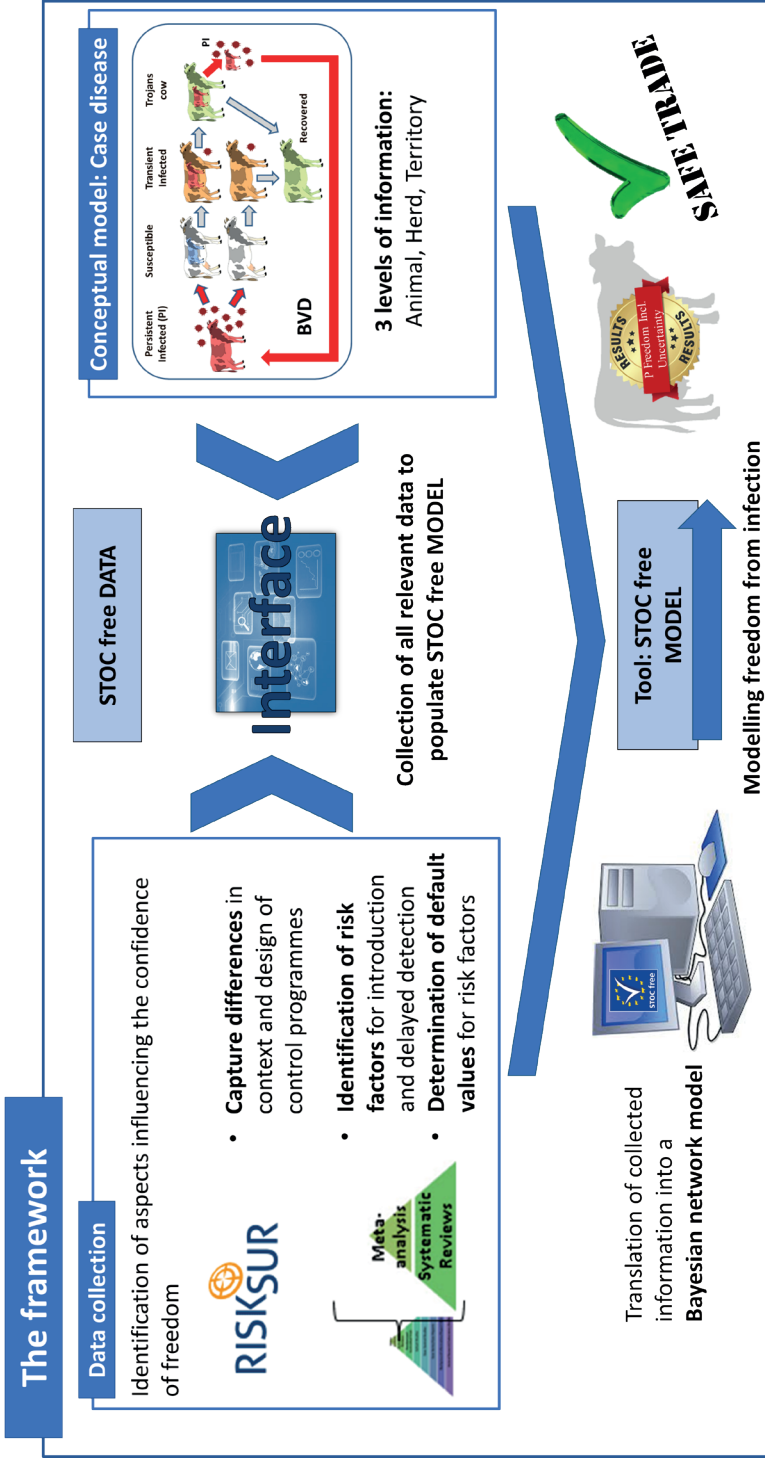 The framework
Data collection
Identification of aspects influencing the confidence
of freedom
RISKSUR
• Capture differences in
context and design of
control programmes
Meta-
analysis
Systematic
Reviews
• Identification of risk
factors for introduction
and delayed detection
• Determination of default
values for risk factors
STOC free DATA
Interface
Collection of all relevant data to
populate STOC free MODEL
Conceptual model: Case disease
Persistent
Infected (PI)
Susceptible
Transient
Infected
Trojans
cow
PI
Recovered
BVD
3 levels of information:
Animal, Herd, Territory
Translation of collected
information into a
Bayesian network model
STOC free
Tool: STOC free
MODEL
Modelling freedom from infection
RESULTS
P Freedom Incl.
Uncertainty
RESULTS
SAFE TRADE